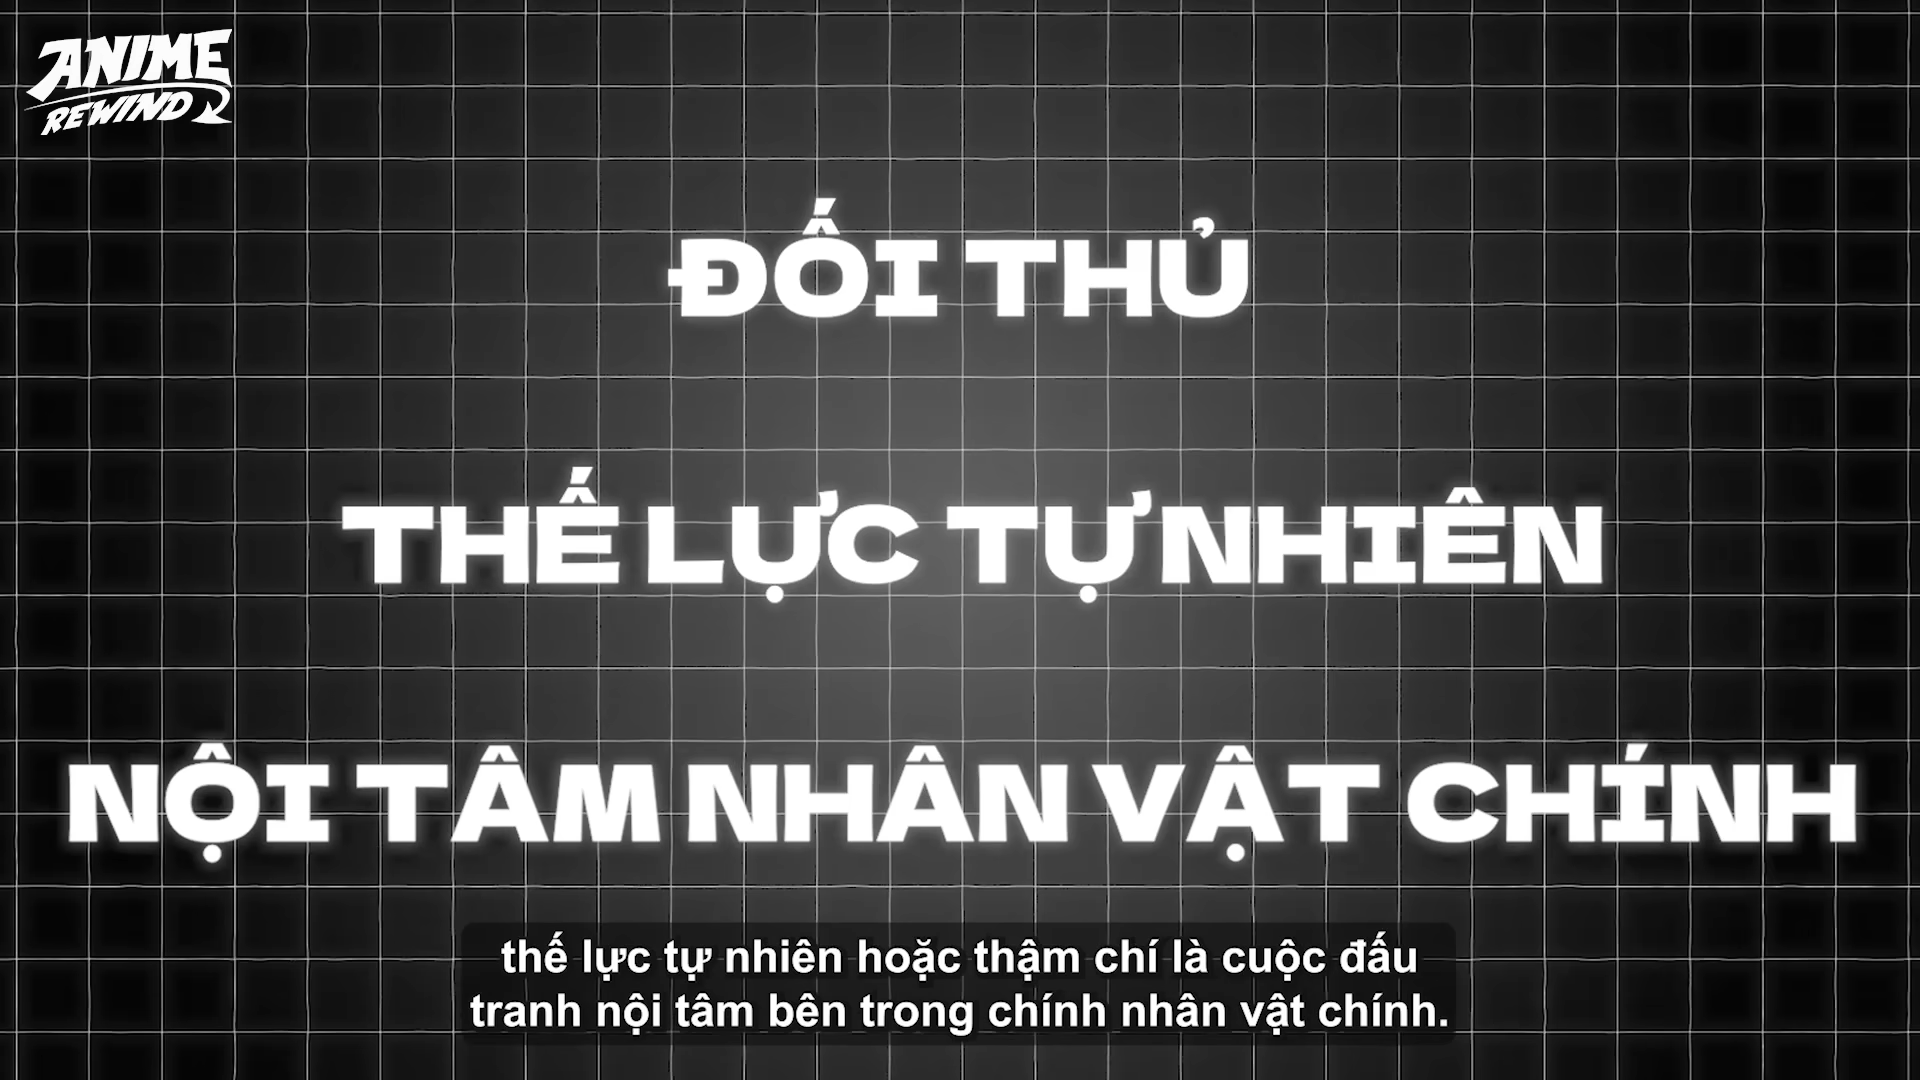 ANIME
REWIND
ĐỐI THỦ
THẾ LỰC TỰ NHIÊN
NỘI TÂM NHÂN VẬT CHÍNH
thế lực tự nhiên hoặc thậm chí là cuộc đấu
tranh nội tâm bên trong chính nhân vật chính.